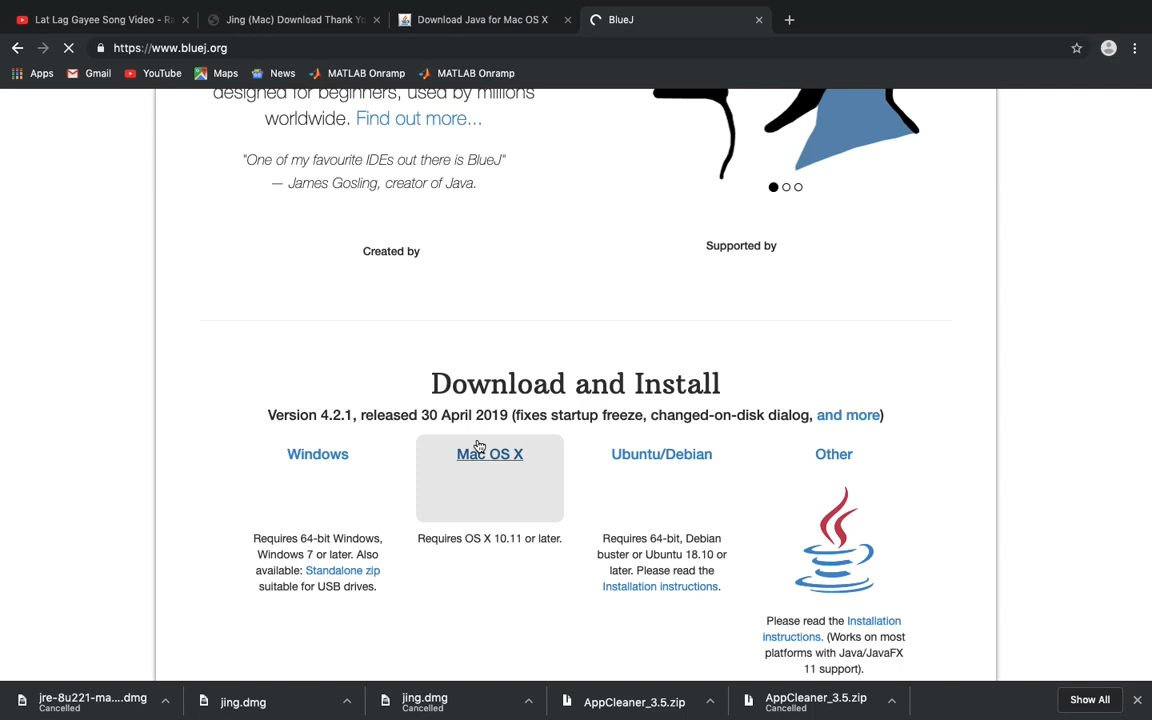 Lat Lag Gayee Song Video - Ra
Jing (Mac) Download Thank Yo
Download Java for Mac OS X
BlueJ
https://www.bluej.org
Apps
Gmail
YouTube
Maps
News
MATLAB Onramp
MATLAB Onramp
designed for beginners, used by millions
worldwide. Find out more...
"One of my favourite IDEs out there is BlueJ"
— James Gosling, creator of Java.
Created by
Supported by
Download and Install
Version 4.2.1, released 30 April 2019 (fixes startup freeze, changed-on-disk dialog, and more)
Windows
Requires 64-bit Windows,
Windows 7 or later. Also
available: Standalone zip
suitable for USB drives.
Mac OS X
Requires OS X 10.11 or later.
Ubuntu/Debian
Requires 64-bit, Debian
buster or Ubuntu 18.10 or
later. Please read the
Installation instructions.
Other
Please read the Installation
instructions. (Works on most
platforms with Java/JavaFX
11 support).
jre-8u221-ma....dmg
Cancelled
jing.dmg
jing.dmg
Cancelled
AppCleaner_3.5.zip
AppCleaner_3.5.zip
Cancelled
Show All